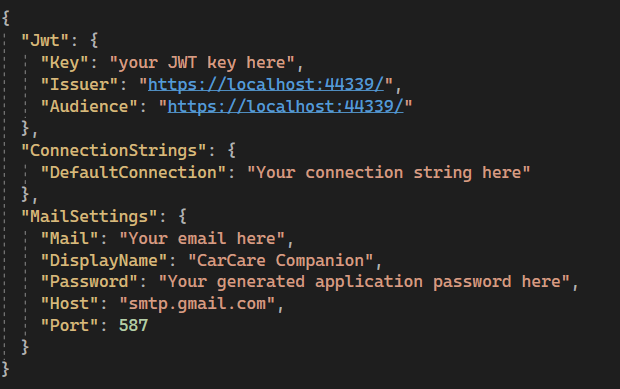 {
"Jwt": {
"Key": "your JWT key here",
"Issuer": "https://localhost:44339/",
"Audience": "https://localhost:44339/"
},
"ConnectionStrings": {
"DefaultConnection": "Your connection string here"
},
"MailSettings": {
"Mail": "Your email here",
"DisplayName": "CarCare Companion",
"Password": "Your generated application password here",
"Host": "smtp.gmail.com",
"Port": 587
}
}